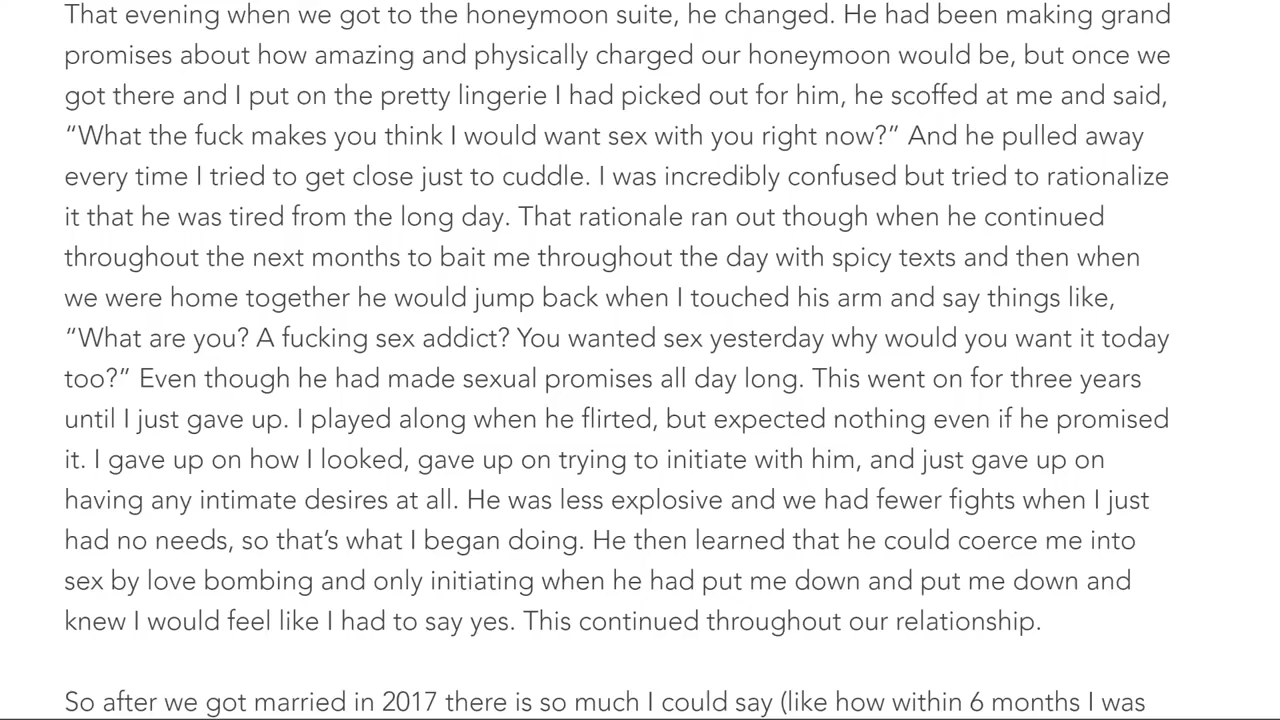 That evening when we got to the honeymoon suite, he changed. He had been making grand
promises about how amazing and physically charged our honeymoon would be, but once we
got there and I put on the pretty lingerie I had picked out for him, he scoffed at me and said,
“What the fuck makes you think I would want sex with you right now?” And he pulled away
every time I tried to get close just to cuddle. I was incredibly confused but tried to rationalize
it that he was tired from the long day. That rationale ran out though when he continued
throughout the next months to bait me throughout the day with spicy texts and then when
we were home together he would jump back when I touched his arm and say things like,
“What are you? A fucking sex addict? You wanted sex yesterday why would you want it today
too?” Even though he had made sexual promises all day long. This went on for three years
until I just gave up. I played along when he flirted, but expected nothing even if he promised
it. I gave up on how I looked, gave up on trying to initiate with him, and just gave up on
having any intimate desires at all. He was less explosive and we had fewer fights when I just
had no needs, so that’s what I began doing. He then learned that he could coerce me into
sex by love bombing and only initiating when he had put me down and put me down and
knew I would feel like I had to say yes. This continued throughout our relationship.
So after we got married in 2017 there is so much I could say (like how within 6 months I was